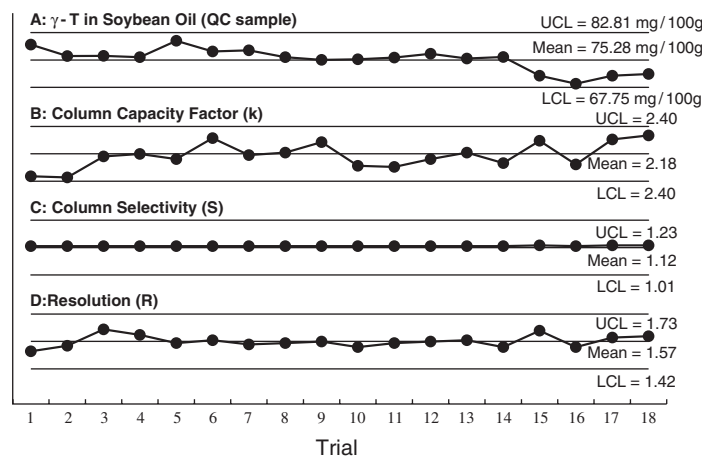 A: γ-T in Soybean Oil (QC sample)
UCL = 82.81 mg/100g
Mean = 75.28 mg/100g
LCL = 67.75 mg/100g
B: Column Capacity Factor (k)
UCL = 2.40
Mean = 2.18
LCL = 2.40
C: Column Selectivity (S)
UCL = 1.23
Mean = 1.12
LCL = 1.01
D:Resolution (R)
UCL = 1.73
Mean = 1.57
LCL = 1.42
1 2 3 4 5 6 7 8 9 10 11 12 13 14 15 16 17 18
Trial